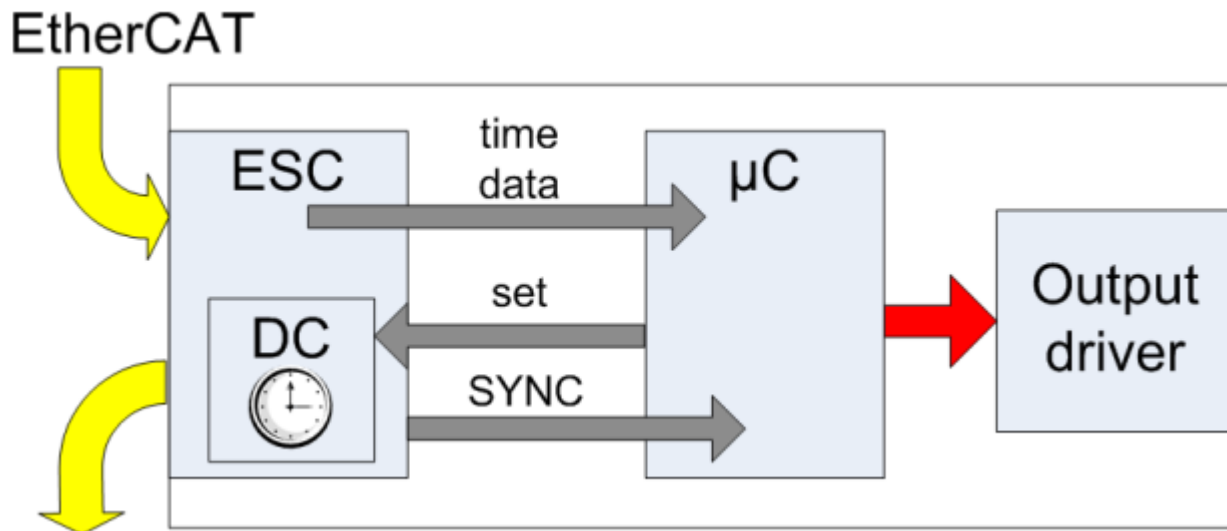 EtherCAT
ESC
time
data
µC
set
DC
SYNC
Output
driver